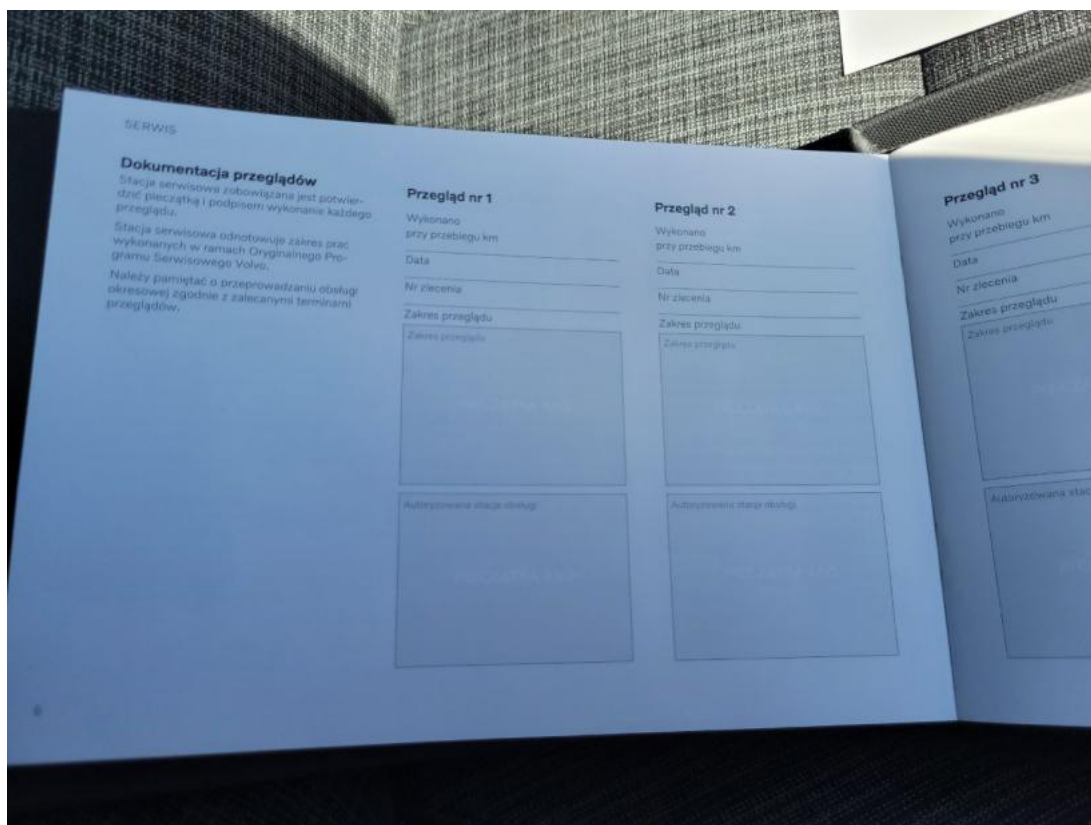 SERWIS
Dokumentacja przeglądów
Stacja serwisowa zobowiązana jest potwier-
dzić pieczątką i podpisem wykonanie każdego
przeglądu.
Stacja serwisowa odnotowuje zakres prac
wykonanych w ramach Oryginalnego Pro-
gramu Serwisowego Volvo.
Należy pamiętać o przeprowadzaniu obsługi
okresowej zgodnie z zalecanymi terminami
przeglądów.
Przegląd nr 1
Wykonano
przy przebiegu km
Data
Nr zlecenia
Zakres przeglądu
Zakres przeglądu
Autoryzowana stacja obsługi
Przegląd nr 2
Wykonano
przy przebiegu km
Data
Nr zlecenia
Zakres przeglądu
Zakres przeglądu
Autoryzowana stacja obsługi
Przegląd nr 3
Wykonano
przy przebiegu km
Data
Nr zlecenia
Zakres przeglądu
Zakres przeglądu
Autoryzowana